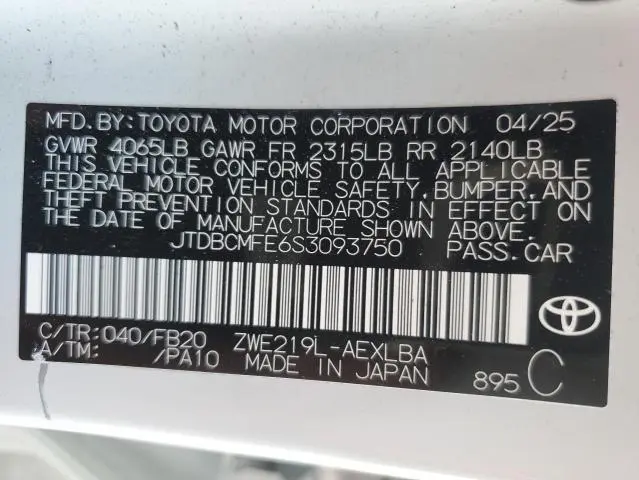 MFD.BY:TOYOTA MOTOR CORPORATION 04/25
GVWR 4065LB GAWR FR 2315LB RR 2140LB
THIS VEHICLE CONFORMS TO ALL APPLICABLE
FEDERAL MOTOR VEHICLE SAFETY,BUMPER,AND
THEFT PREVENTION STANDARDS IN EFFECT ON
THE DATE OF MANUFACTURE SHOWN ABOVE.
JTDBCMFE6S3093750 PASS.CAR
C/TR:040/FB20 ZWE219L-AEXLBA
A/TM: /PA10 MADE IN JAPAN 895 C